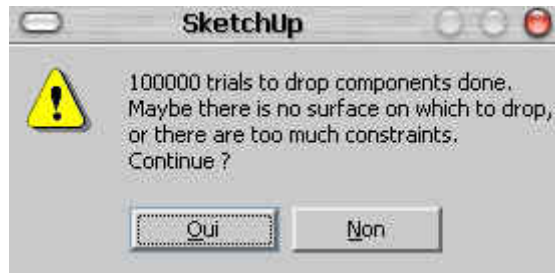 SketchUp
100000 trials to drop components done.
Maybe there is no surface on which to drop,
or there are too much constraints.
Continue ?
Oui
Non